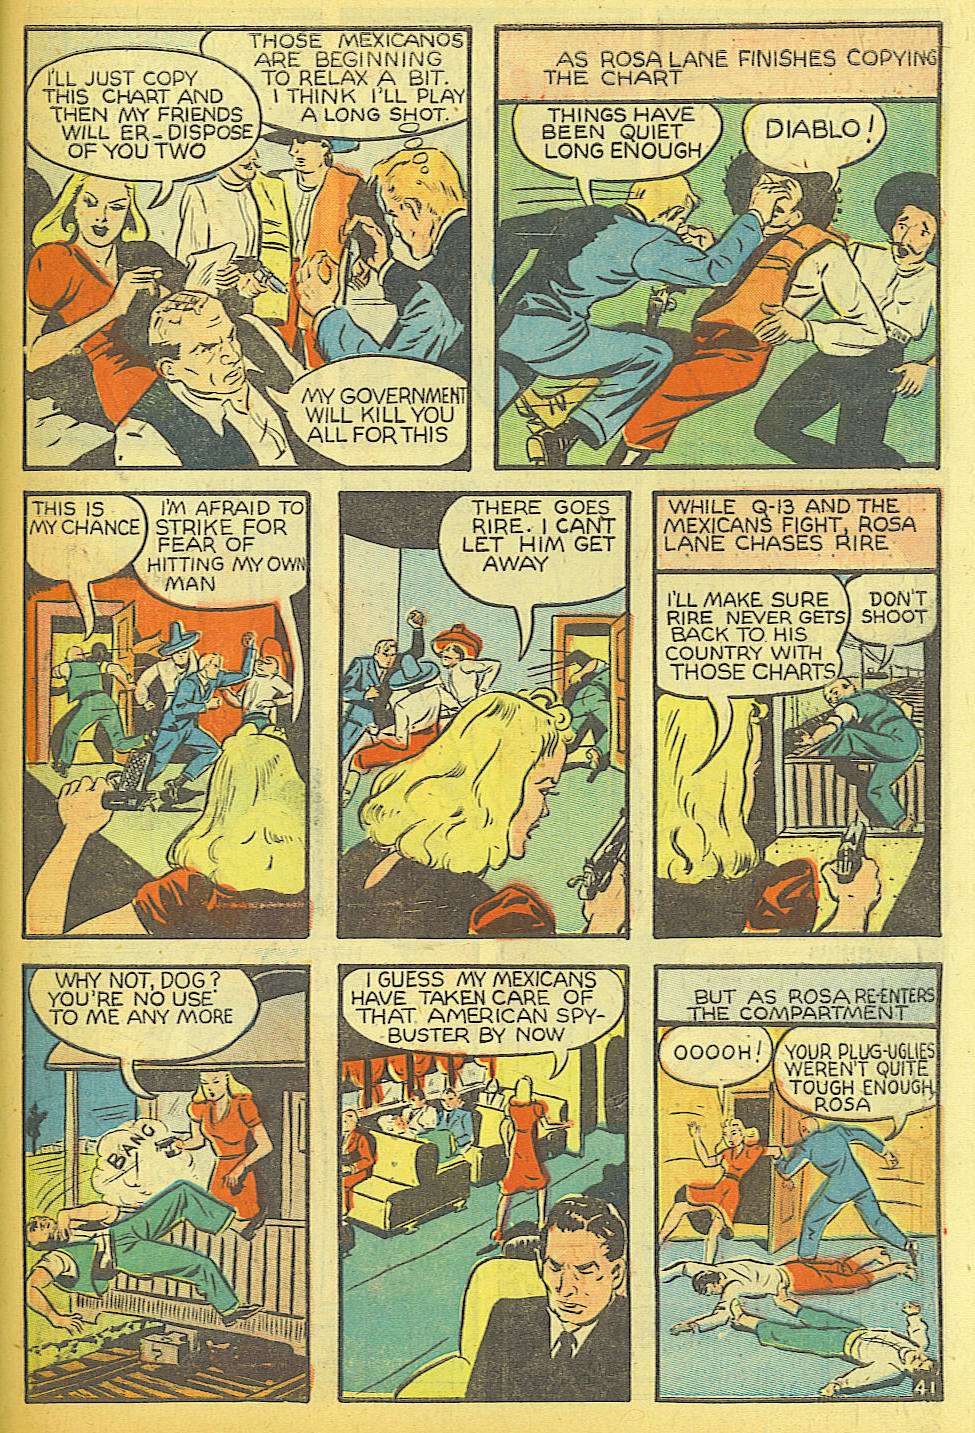 I'LL JUST COPY
THIS CHART AND
THEN MY FRIENDS
WILL ER-DISPOSE
OF YOU TWO
THOSE MEXICANOS
ARE BEGINNING
TO RELAX A BIT.
I THINK I'LL PLAY
A LONG SHOT.
MY GOVERNMENT
WILL KILL YOU
ALL FOR THIS
AS ROSA LANE FINISHES COPYING
THE CHART
THINGS HAVE
BEEN QUIET
LONG ENOUGH
DIABLO!
THIS IS
MY CHANCE
I'M AFRAID TO
STRIKE FOR
FEAR OF
HITTING MY OWN
MAN
THERE GOES
RIRE. I CAN'T
LET HIM GET
AWAY
WHILE Q-13 AND THE
MEXICANS FIGHT, ROSA
LANE CHASES RIRE
I'LL MAKE SURE
RIRE NEVER GETS
BACK TO HIS
COUNTRY WITH
THOSE CHARTS
DON'T
SHOOT
WHY NOT, DOG?
YOU'RE NO USE
TO ME ANY MORE
BANG
I GUESS MY MEXICANS
HAVE TAKEN CARE OF
THAT AMERICAN SPY-
-BUSTER BY NOW
BUT AS ROSA RE-ENTERS
THE COMPARTMENT
OOOOH!
YOUR PLUG-UGLIES
WEREN'T QUITE
TOUGH ENOUGH,
ROSA
41